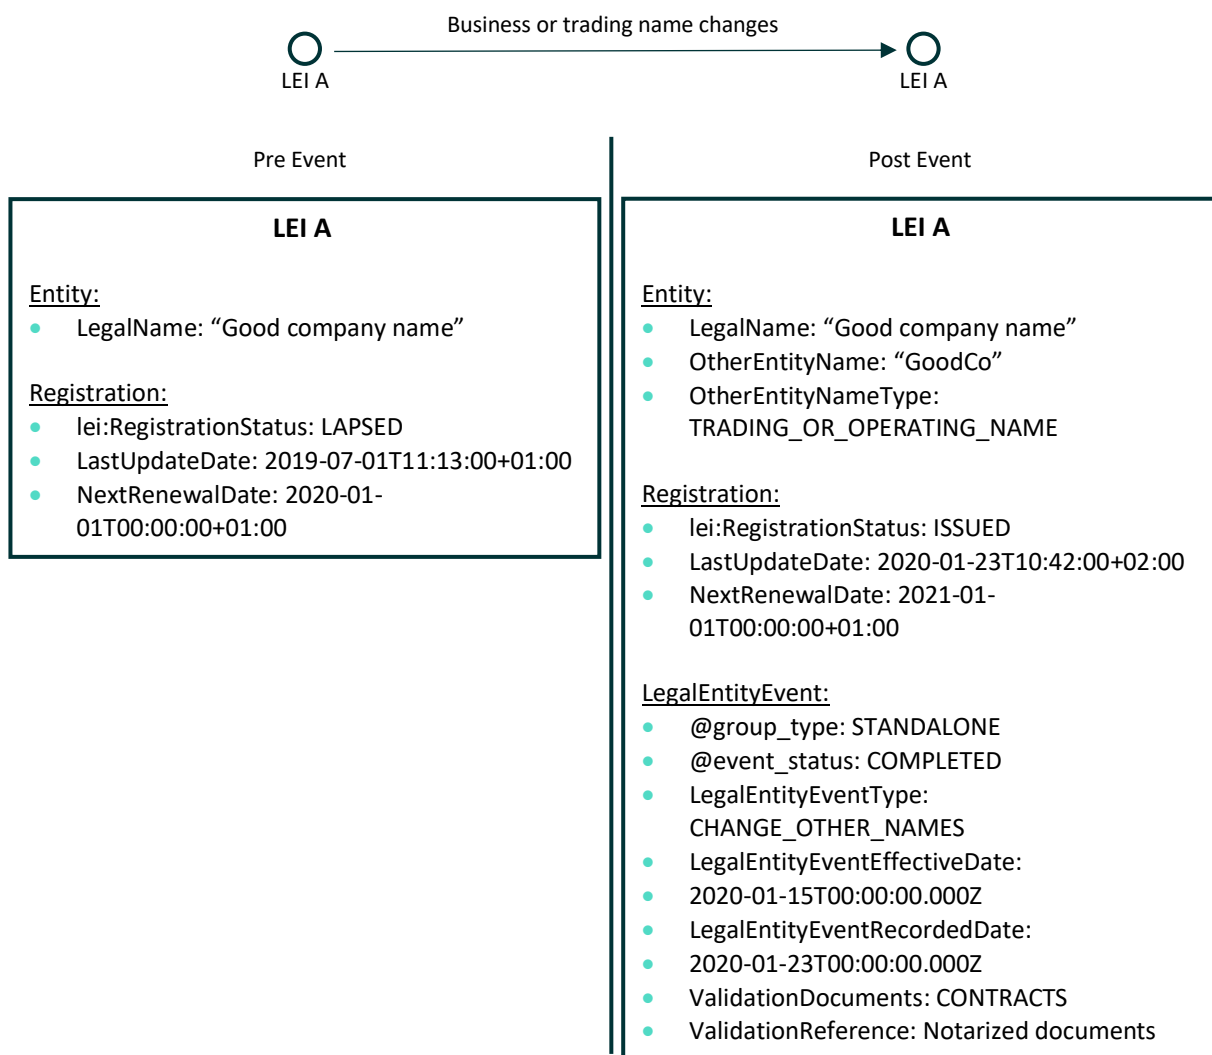 Business or trading name changes
LEI A
LEI A
Pre Event
Post Event
LEI A
Entity:
• LegalName: “Good company name”
Registration:
• lei:RegistrationStatus: LAPSED
• LastUpdateDate: 2019-07-01T11:13:00+01:00
• NextRenewalDate: 2020-01-
01T00:00:00+01:00
LEI A
Entity:
• LegalName: “Good company name”
• OtherEntityName: “GoodCo”
• OtherEntityNameType:
TRADING_OR_OPERATING_NAME
Registration:
• lei:RegistrationStatus: ISSUED
• LastUpdateDate: 2020-01-23T10:42:00+02:00
• NextRenewalDate: 2021-01-
01T00:00:00+01:00
LegalEntityEvent:
• @group_type: STANDALONE
• @event_status: COMPLETED
• LegalEntityEventType:
CHANGE_OTHER_NAMES
• LegalEntityEventEffectiveDate:
• 2020-01-15T00:00:00.000Z
• LegalEntityEventRecordedDate:
• 2020-01-23T00:00:00.000Z
• ValidationDocuments: CONTRACTS
• ValidationReference: Notarized documents